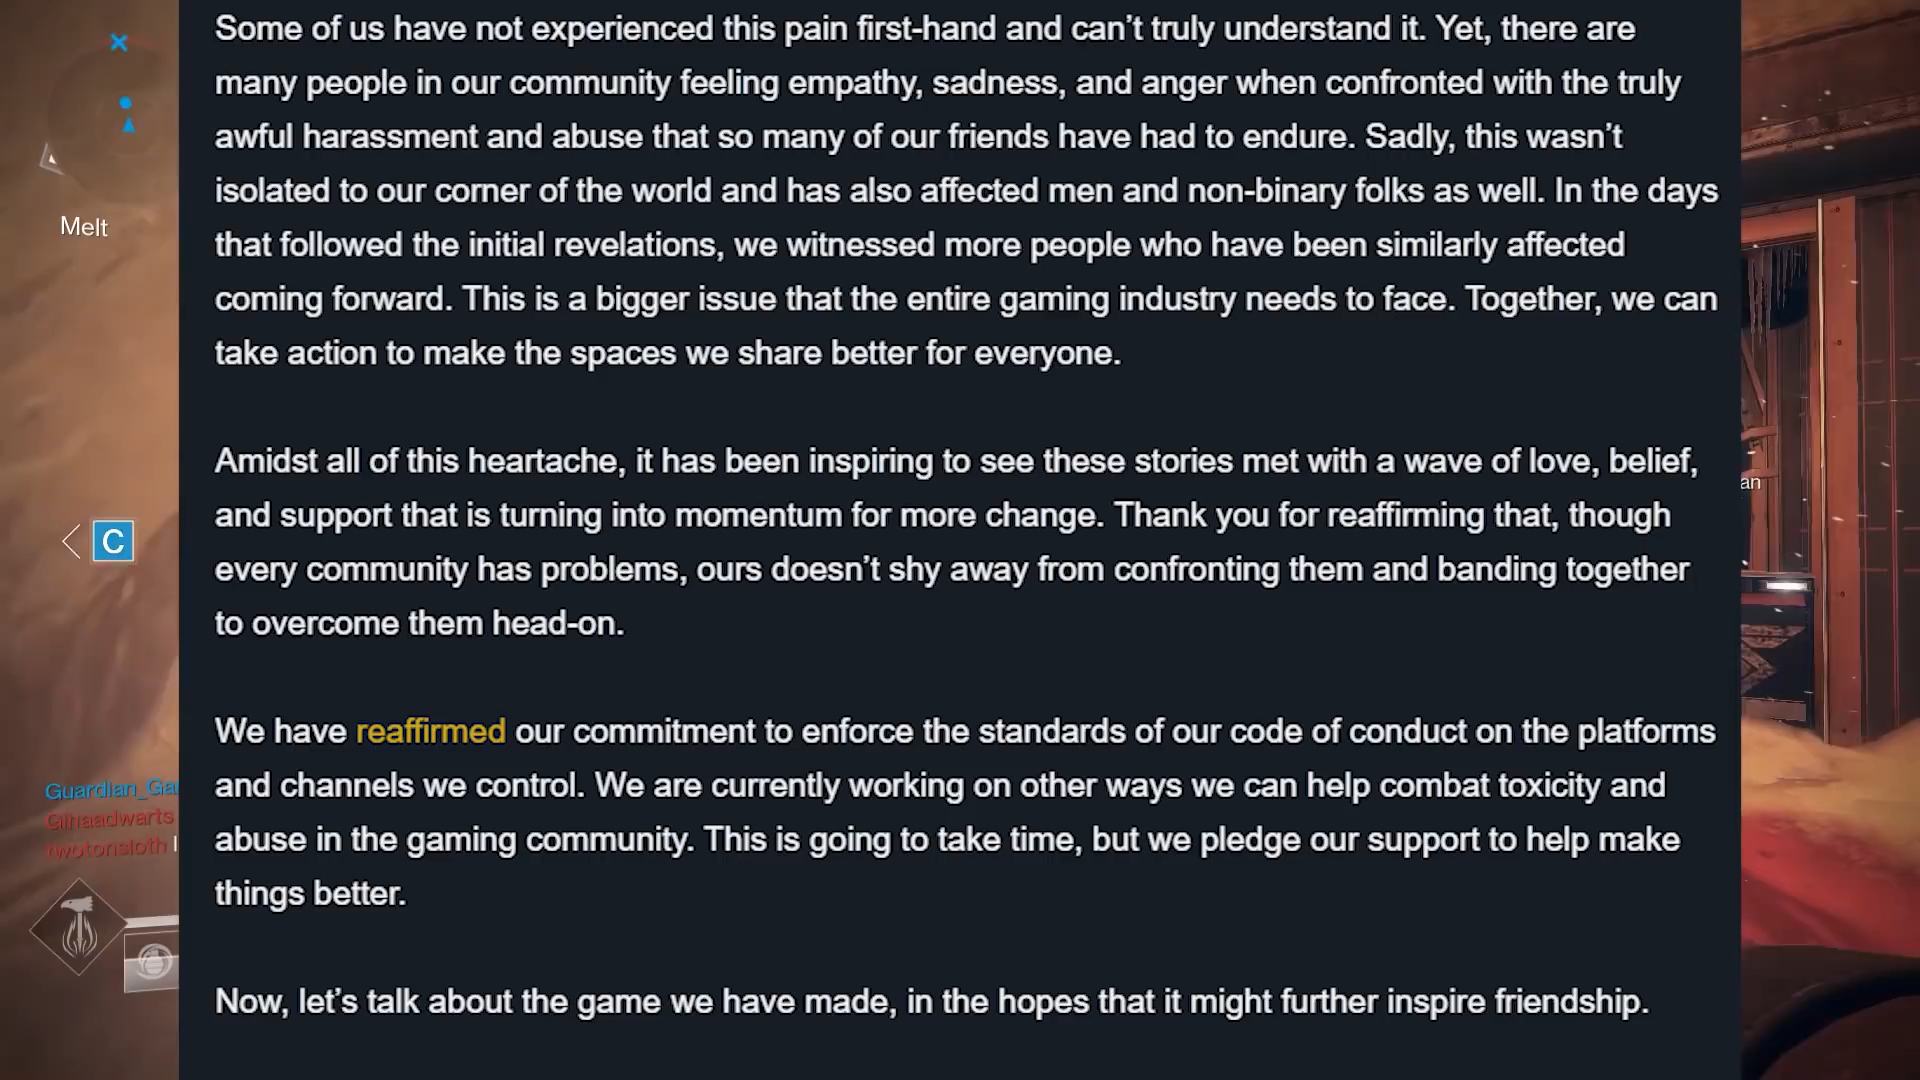 Some of us have not experienced this pain first-hand and can’t truly understand it. Yet, there are
many people in our community feeling empathy, sadness, and anger when confronted with the truly
awful harassment and abuse that so many of our friends have had to endure. Sadly, this wasn’t
isolated to our corner of the world and has also affected men and non-binary folks as well. In the days
that followed the initial revelations, we witnessed more people who have been similarly affected
coming forward. This is a bigger issue that the entire gaming industry needs to face. Together, we can
take action to make the spaces we share better for everyone.
Melt
Amidst all of this heartache, it has been inspiring to see these stories met with a wave of love, belief,
and support that is turning into momentum for more change. Thank you for reaffirming that, though
every community has problems, ours doesn’t shy away from confronting them and banding together
to overcome them head-on.
an
C
We have reaffirmed our commitment to enforce the standards of our code of conduct on the platforms
and channels we control. We are currently working on other ways we can help combat toxicity and
abuse in the gaming community. This is going to take time, but we pledge our support to help make
things better.
Guardian_Ga
twotonsloth
Now, let’s talk about the game we have made, in the hopes that it might further inspire friendship.